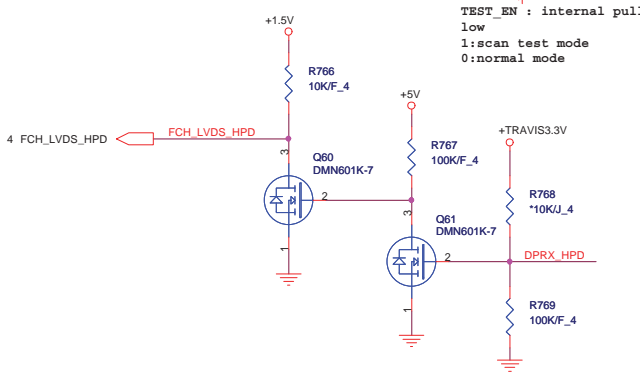 TEST_EN : internal pull
low
1:scan test mode
0:normal mode
+1.5V
R766
10K/F_4
+5V
4 FCH_LVDS_HPD
FCH_LVDS_HPD
R767
100K/F_4
+TRAVIS3.3V
3
Q60
DMN601K-7
R768
*10K/J_4
2
1
3
Q61
DMN601K-7
2
DPRX_HPD
1
R769
100K/F_4